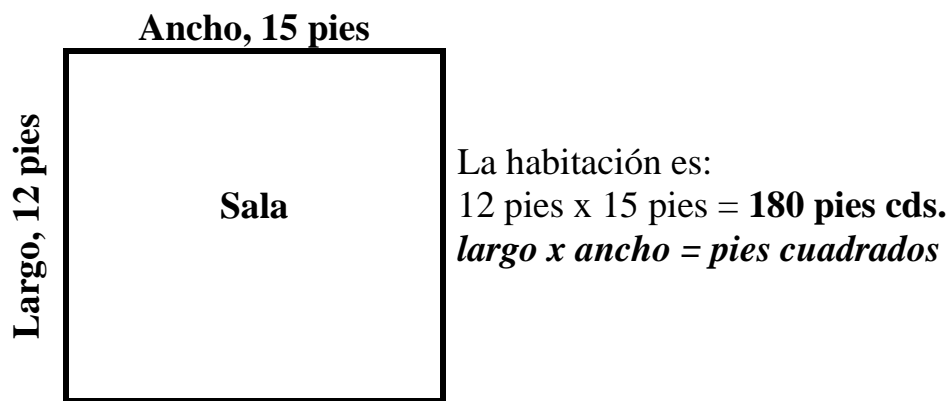 Ancho, 15 pies
Largo, 12 pies
Sala
La habitación es:
12 pies x 15 pies = 180 pies cds.
largo x ancho = pies cuadrados